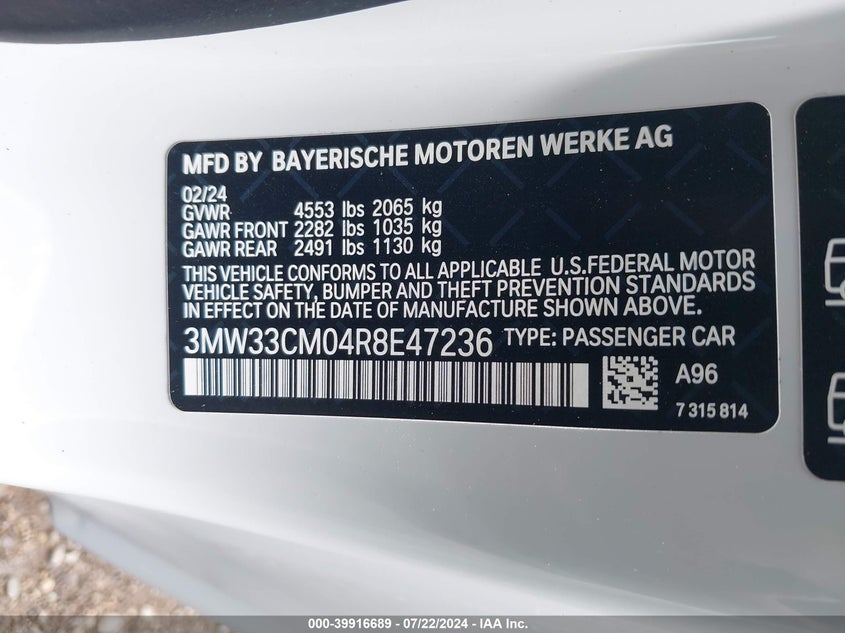 MFD BY BAYERISCHE MOTOREN WERKE AG
02/24
GVWR 4553 lbs 2065 kg
GAWR FRONT 2282 lbs 1035 kg
GAWR REAR 2491 lbs 1130 kg
THIS VEHICLE CONFORMS TO ALL APPLICABLE U.S.FEDERAL MOTOR
VEHICLE SAFETY, BUMPER AND THEFT PREVENTION STANDARDS
IN EFFECT ON THE DATE OF MANUFACTURE SHOWN ABOVE.
3MW33CM04R8E47236 TYPE: PASSENGER CAR
A96
7 315 814
000-39916689 - 07/22/2024 - IAA Inc.